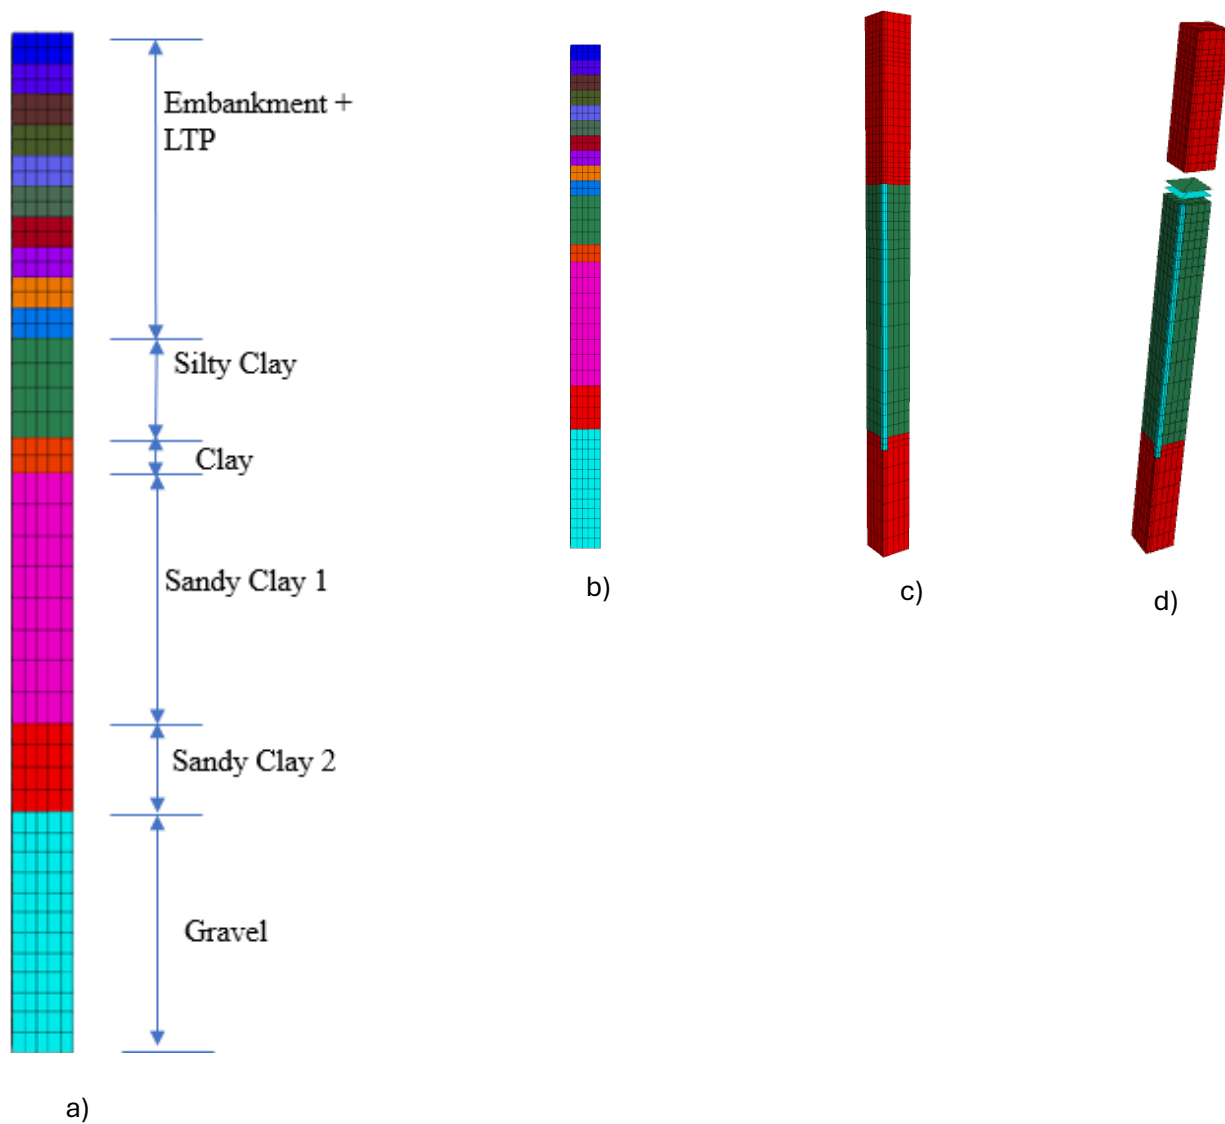 Embankment +
LTP
Silty Clay
Clay
Sandy Clay 1
Sandy Clay 2
Gravel
a)
b)
c)
d)